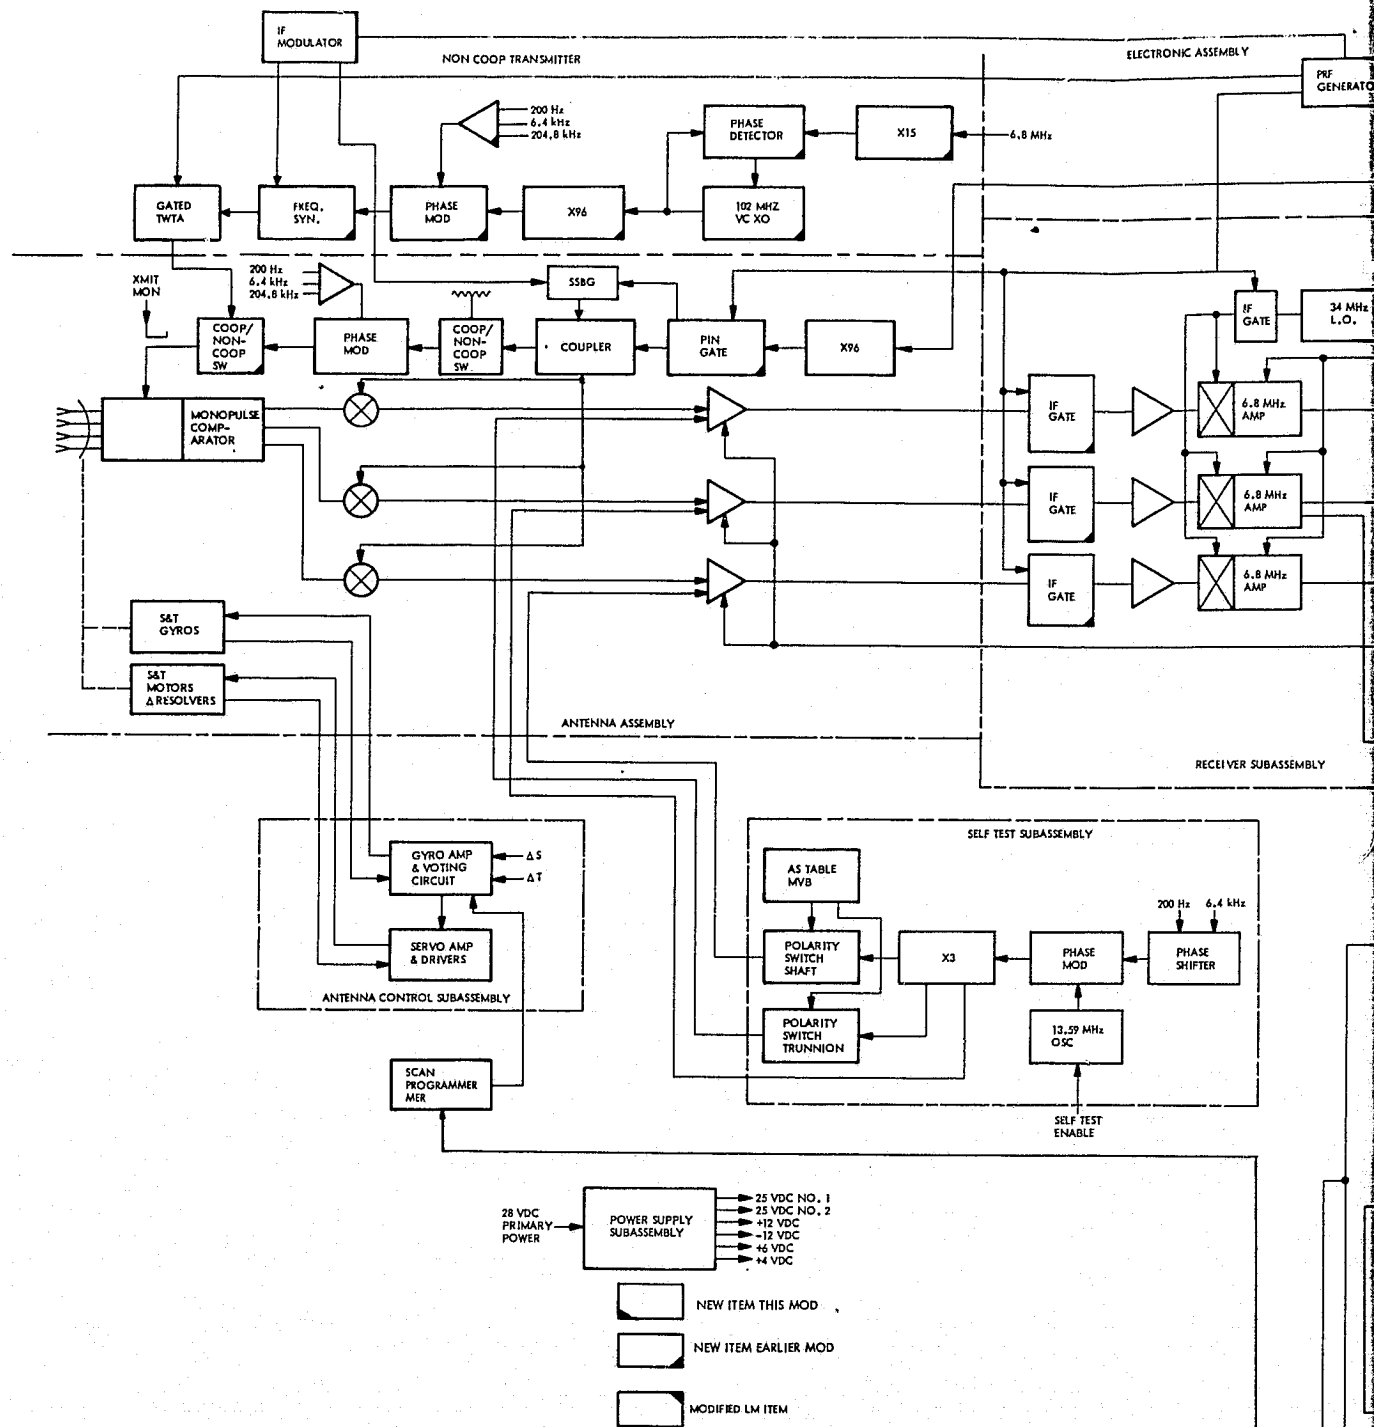 IF
MODULATOR
NON COOP TRANSMITTER
ELECTRONIC ASSEMBLY
PRF
GENERATO
200 Hz
6.4 kHz
204.8 kHz
PHASE
DETECTOR
X15
6.8 MHz
GATED
TWTA
FREQ.
SYN.
PHASE
MOD
X96
102 MHZ
VC XO
XMIT
MON
200 Hz
6.4 kHz
204.8 kHz
SSBG
IF
GATE
34 MHz
L.O.
COOP/
NON-
COOP
SW
PHASE
MOD
COOP/
NON-
COOP
SW.
COUPLER
PIN
GATE
X96
MONOPULSE
COMP-
ARATOR
IF
GATE
6.8 MHz
AMP
IF
GATE
6.8 MHz
AMP
IF
GATE
6.8 MHz
AMP
S&T
GYROS
S&T
MOTORS
Δ RESOLVERS
ANTENNA ASSEMBLY
RECEIVER SUBASSEMBLY
SELF TEST SUBASSEMBLY
GYRO AMP
& VOTING
CIRCUIT
ΔS
ΔT
AS TABLE
MVB
200 Hz
6.4 kHz
SERVO AMP
& DRIVERS
POLARITY
SWITCH
SHAFT
X3
PHASE
MOD
PHASE
SHIFTER
ANTENNA CONTROL SUBASSEMBLY
POLARITY
SWITCH
TRUNNION
13.59 MHz
OSC
SCAN
PROGRAMMER
MER
SELF TEST
ENABLE
28 VDC
PRIMARY
POWER
POWER SUPPLY
SUBASSEMBLY
25 VDC NO. 1
25 VDC NO. 2
+12 VDC
-12 VDC
+6 VDC
+4 VDC
NEW ITEM THIS MOD
NEW ITEM EARLIER MOD
MODIFIED LM ITEM